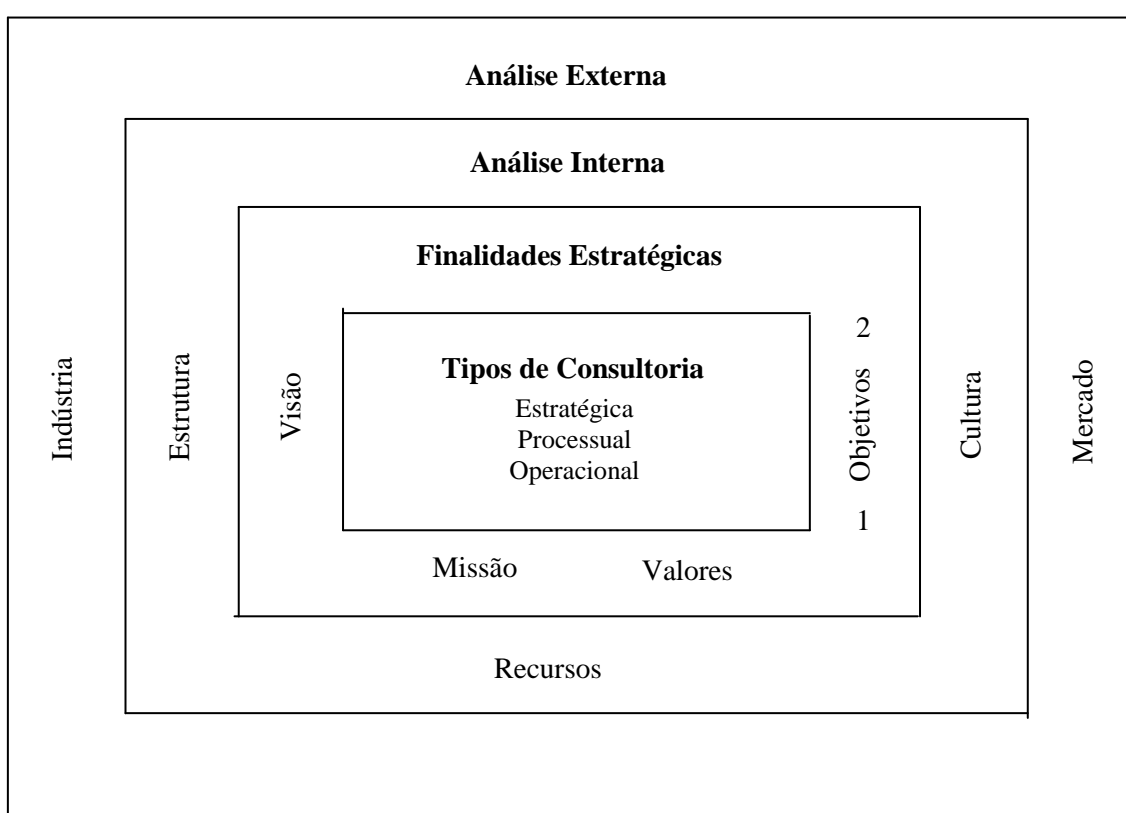 Análise Externa
Análise Interna
Finalidades Estratégicas
Indústria
Estrutura
Visão
Tipos de Consultoria
Estratégica
Processual
Operacional
2
Objetivos
1
Cultura
Mercado
Missão
Valores
Recursos